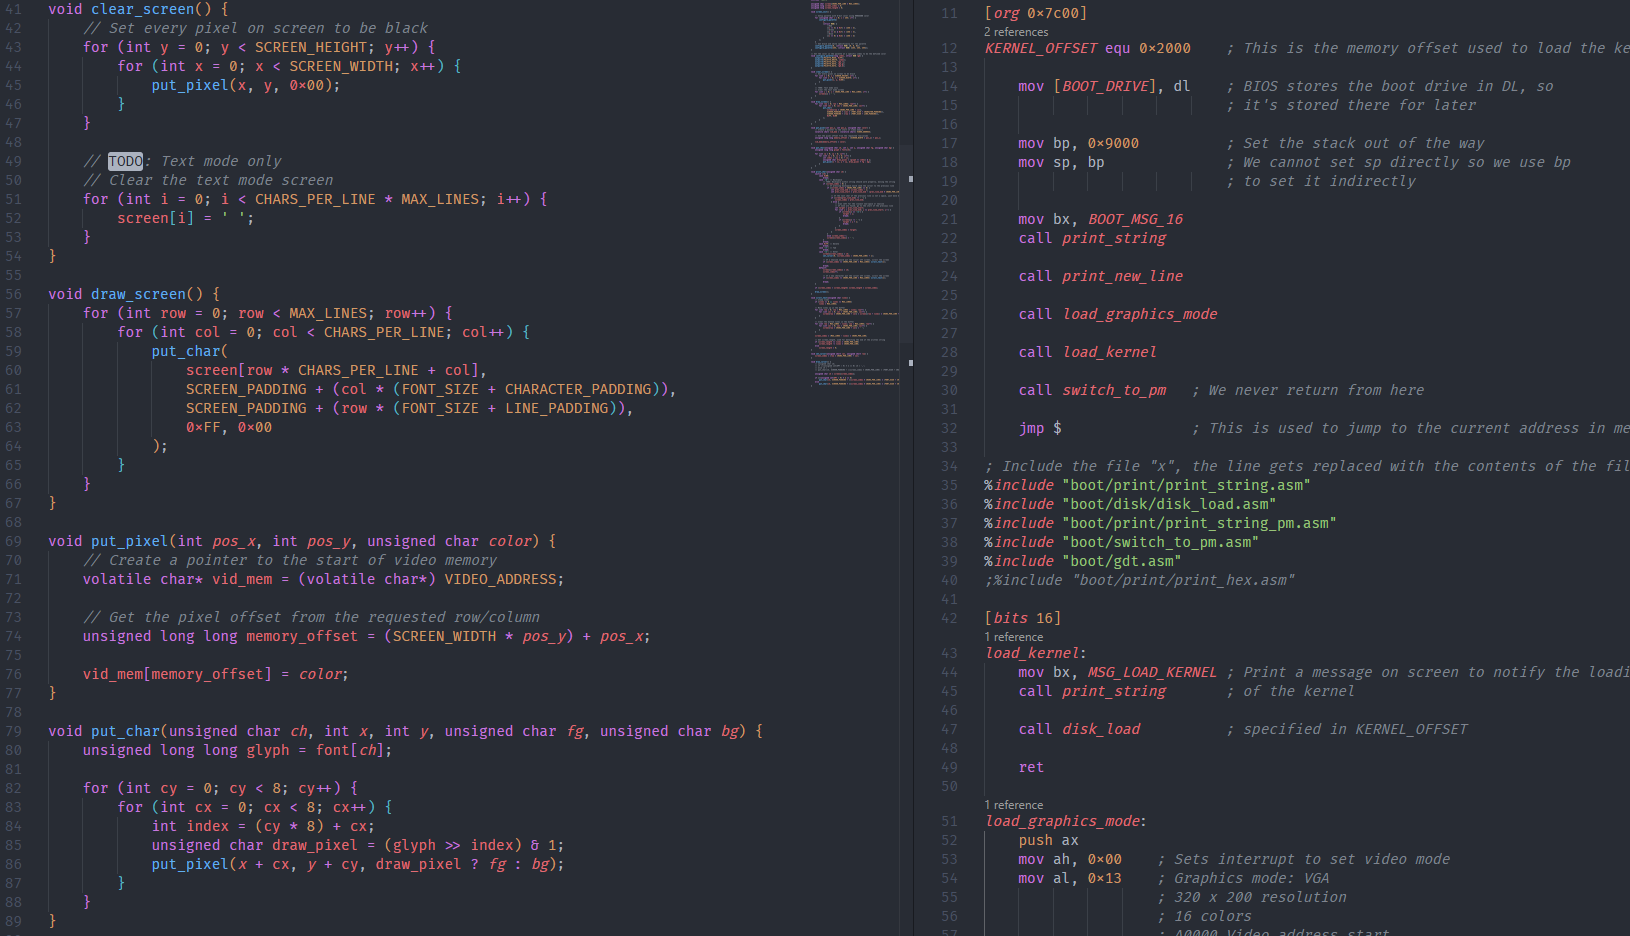 41 void clear_screen() {
42 // Set every pixel on screen to be black
43 for (int y = 0; y < SCREEN_HEIGHT; y++) {
44 for (int x = 0; x < SCREEN_WIDTH; x++) {
45 put_pixel(x, y, 0×00);
46 }
47 }
48
49 // TODO: Text mode only
50 // Clear the text mode screen
51 for (int i = 0; i < CHARS_PER_LINE * MAX_LINES; i++) {
52 screen[i] = ' ';
53 }
54 }
55
56 void draw_screen() {
57 for (int row = 0; row < MAX_LINES; row++) {
58 for (int col = 0; col < CHARS_PER_LINE; col++) {
59 put_char(
60 screen[row * CHARS_PER_LINE + col],
61 SCREEN_PADDING + (col * (FONT_SIZE + CHARACTER_PADDING)),
62 SCREEN_PADDING + (row * (FONT_SIZE + LINE_PADDING)),
63 0×FF, 0×00
64 );
65 }
66 }
67 }
68
69 void put_pixel(int pos_x, int pos_y, unsigned char color) {
70 // Create a pointer to the start of video memory
71 volatile char* vid_mem = (volatile char*) VIDEO_ADDRESS;
72
73 // Get the pixel offset from the requested row/column
74 unsigned long long memory_offset = (SCREEN_WIDTH * pos_y) + pos_x;
75
76 vid_mem[memory_offset] = color;
77 }
78
79 void put_char(unsigned char ch, int x, int y, unsigned char fg, unsigned char bg) {
80 unsigned long long glyph = font[ch];
81
82 for (int cy = 0; cy < 8; cy++) {
83 for (int cx = 0; cx < 8; cx++) {
84 int index = (cy * 8) + cx;
85 unsigned char draw_pixel = (glyph >> index) & 1;
86 put_pixel(x + cx, y + cy, draw_pixel ? fg : bg);
87 }
88 }
89 }
11 [org 0×7c00]
2 references
12 KERNEL_OFFSET equ 0×2000 ; This is the memory offset used to load the ke
13
14 mov [BOOT_DRIVE], dl ; BIOS stores the boot drive in DL, so
15 ; it's stored there for later
16
17 mov bp, 0×9000 ; Set the stack out of the way
18 mov sp, bp ; We cannot set sp directly so we use bp
19 ; to set it indirectly
20
21 mov bx, BOOT_MSG_16
22 call print_string
23
24 call print_new_line
25
26 call load_graphics_mode
27
28 call load_kernel
29
30 call switch_to_pm ; We never return from here
31
32 jmp $ ; This is used to jump to the current address in me
33
34 ; Include the file "x", the line gets replaced with the contents of the fil
35 %include "boot/print/print_string.asm"
36 %include "boot/disk/disk_load.asm"
37 %include "boot/print/print_string_pm.asm"
38 %include "boot/switch_to_pm.asm"
39 %include "boot/gdt.asm"
40 ;%include "boot/print/print_hex.asm"
41
42 [bits 16]
1 reference
43 load_kernel:
44 mov bx, MSG_LOAD_KERNEL ; Print a message on screen to notify the loadi
45 call print_string ; of the kernel
46
47 call disk_load ; specified in KERNEL_OFFSET
48
49 ret
50
1 reference
51 load_graphics_mode:
52 push ax
53 mov ah, 0×00 ; Sets interrupt to set video mode
54 mov al, 0×13 ; Graphics mode: VGA
55 ; 320 x 200 resolution
56 ; 16 colors
57 ; A0000 Video address start